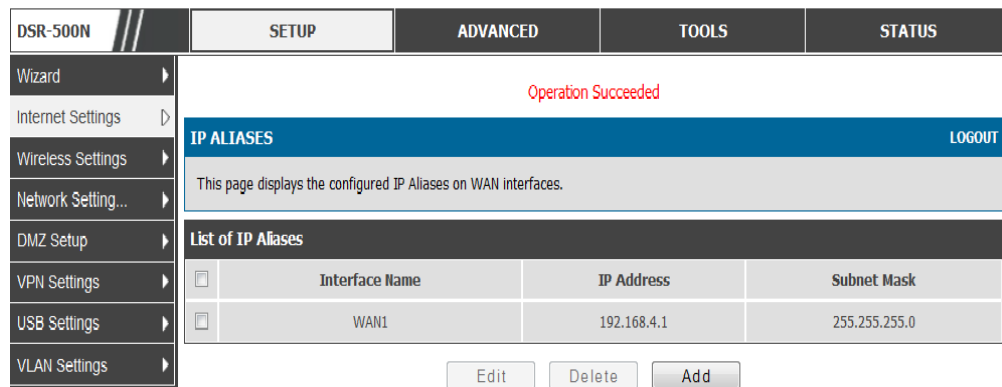 DSR-500N
SETUP ADVANCED TOOLS STATUS
Wizard
Internet Settings
Wireless Settings
Network Setting...
DMZ Setup
VPN Settings
USB Settings
VLAN Settings
Operation Succeeded
IP ALIASES LOGOUT
This page displays the configured IP Aliases on WAN interfaces.
List of IP Aliases
Interface Name IP Address Subnet Mask
WAN1 192.168.4.1 255.255.255.0
Edit Delete Add